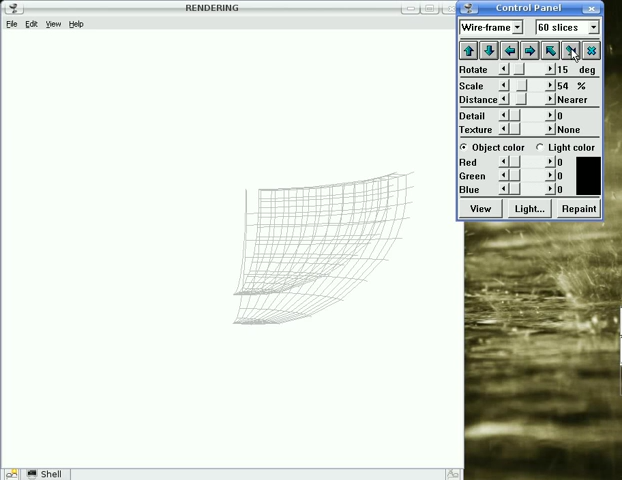 RENDERING
File Edit View Help
Control Panel
Wire-frame 60 slices
Rotate 15 deg
Scale 54 %
Distance Nearer
Detail 0
Texture None
Object color Light color
Red 0
Green 0
Blue 0
View Light... Repaint
Shell